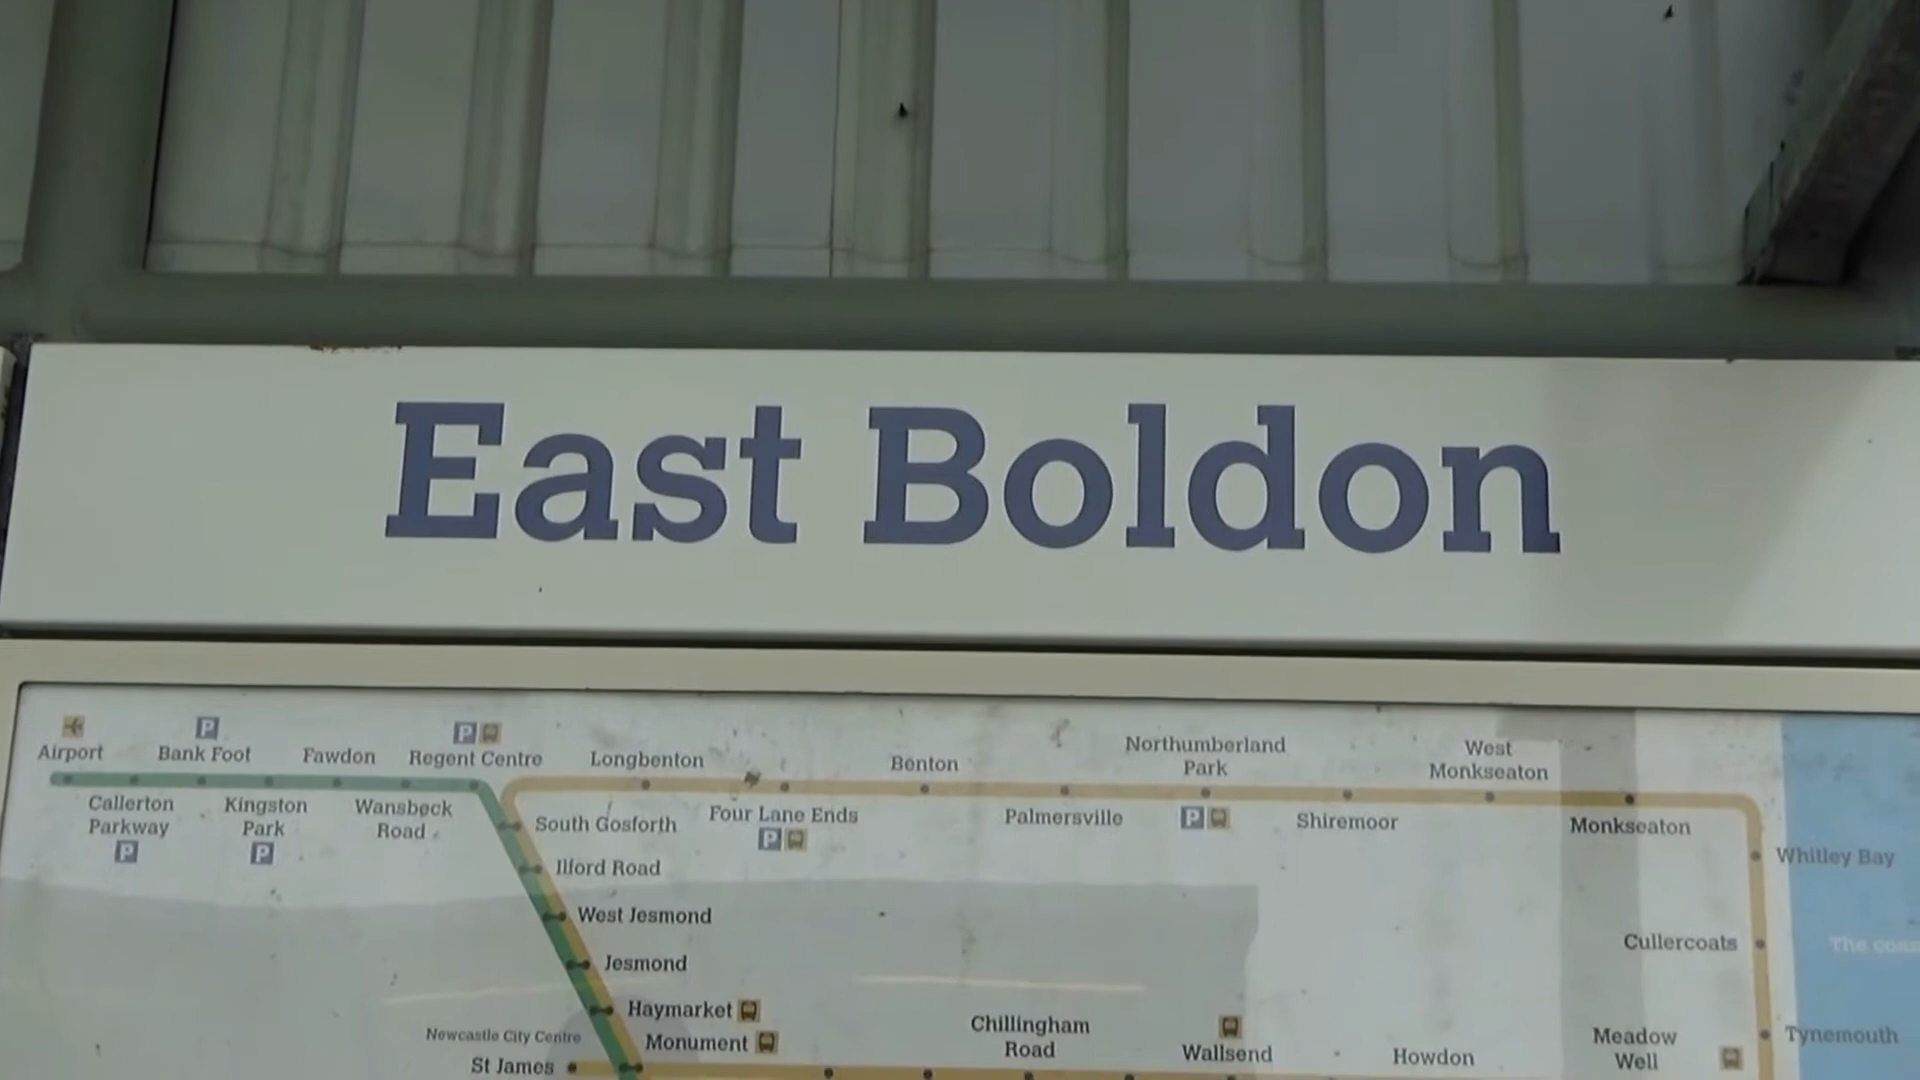 East Boldon
Airport
Bank Foot
Fawdon
P
Regent Centre
Longbenton
Benton
Northumberland
Park
West
Monkseaton
Callerton
Parkway
P
Kingston
Park
P
Wansbeck
Road
P
South Gosforth
Four Lane Ends
P
Palmersville
P
Shiremoor
Monkseaton
Whitley Bay
Ilford Road
West Jesmond
Cullercoats
The coas
Jesmond
Haymarket
Newcastle City Centre
Monument
St James
Chillingham
Road
Wallsend
Howdon
Meadow
Well
Tynemouth